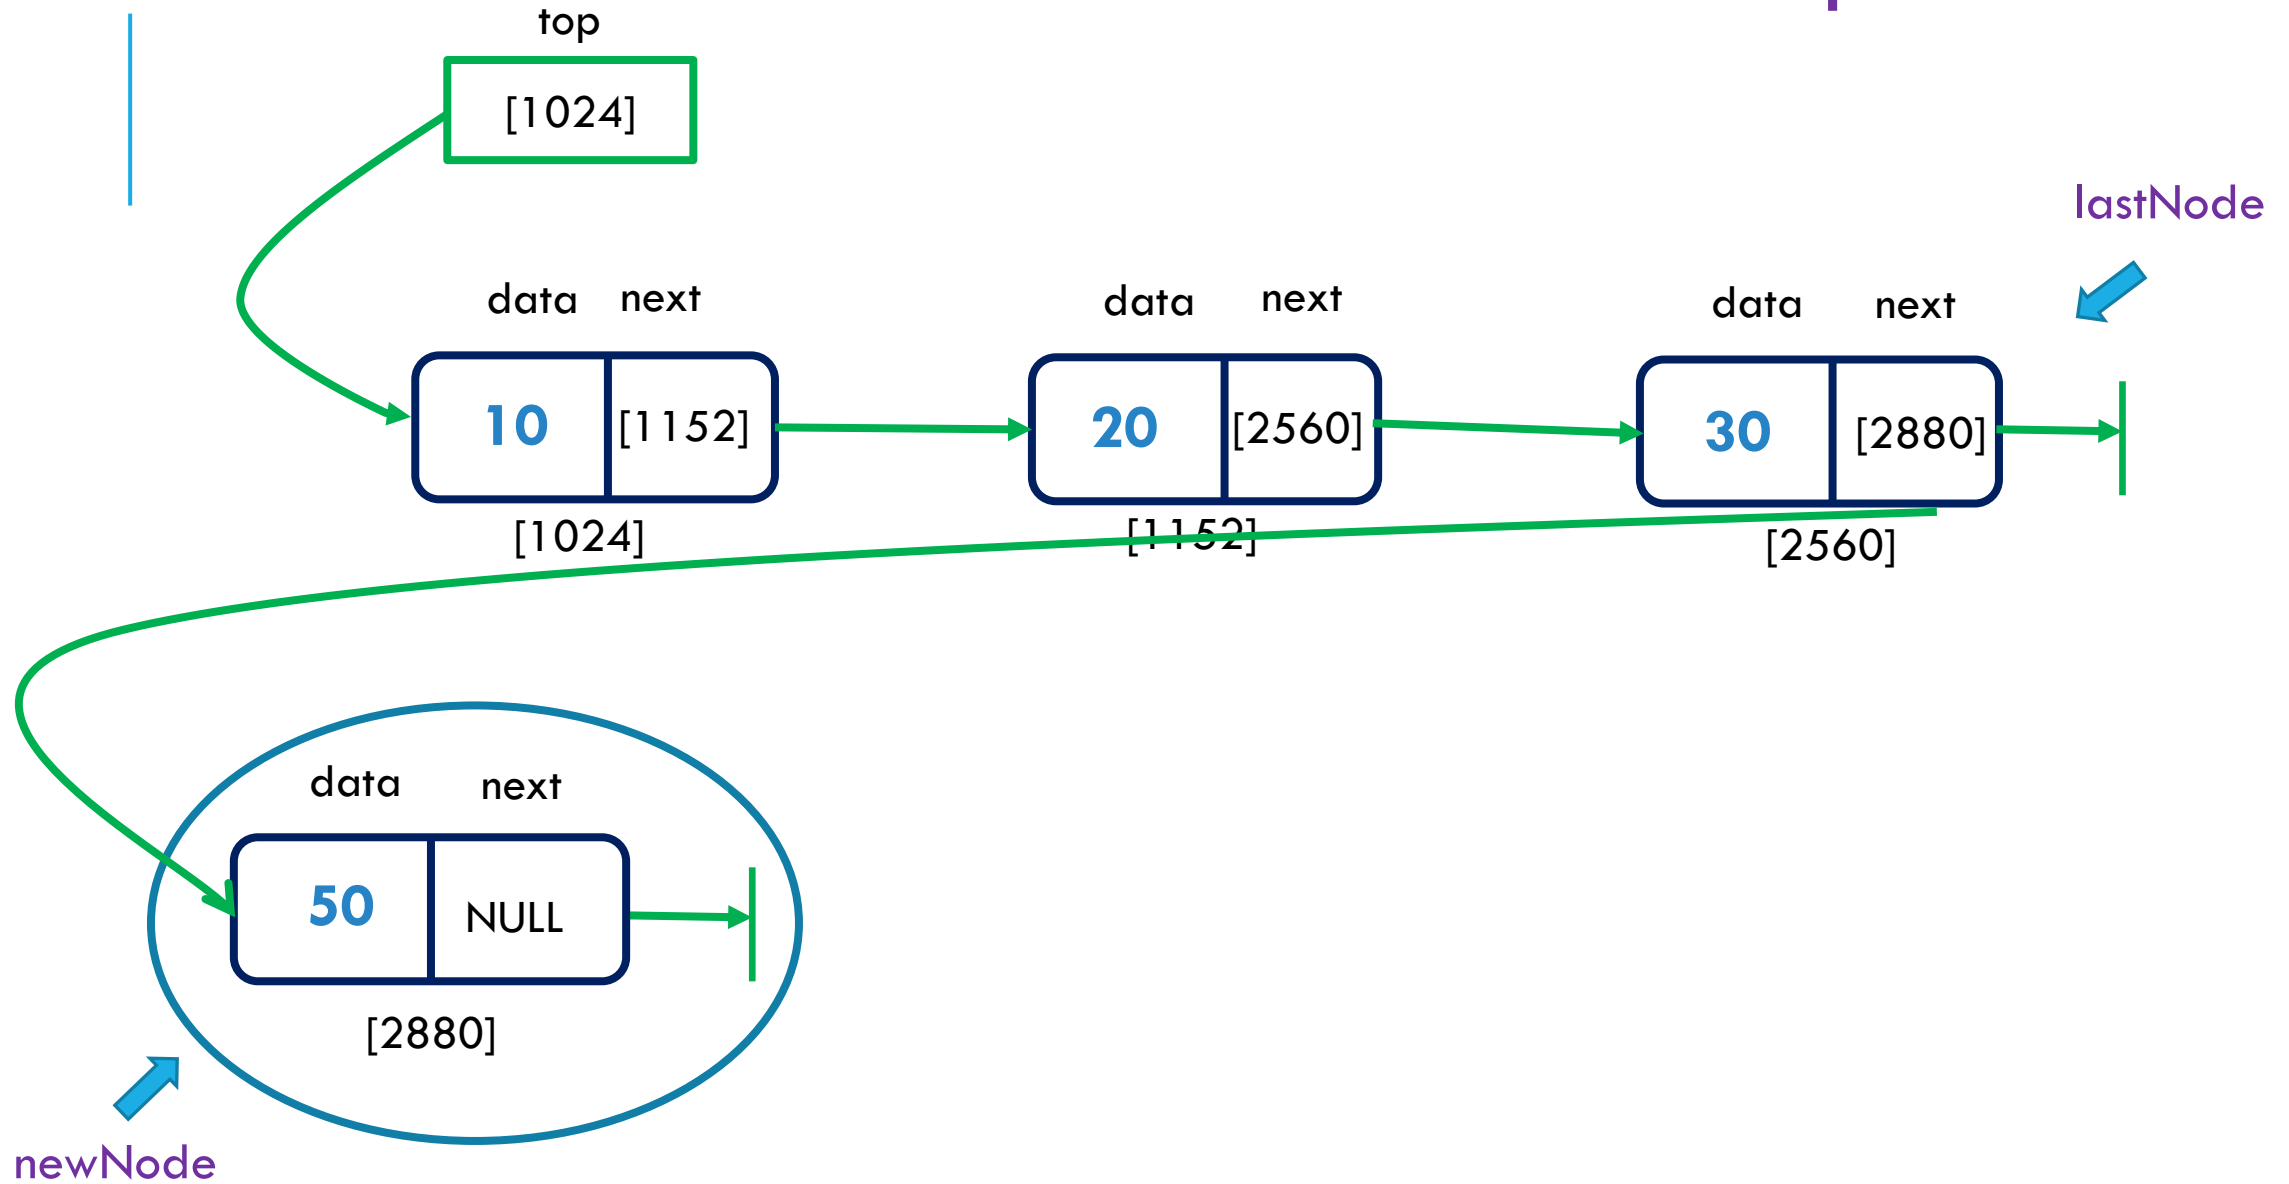 top
[1024]
lastNode
data next data next data next
10 [1152] 20 [2560] 30 [2880]
[1024] [1152] [2560]
data next
50 NULL
[2880]
newNode